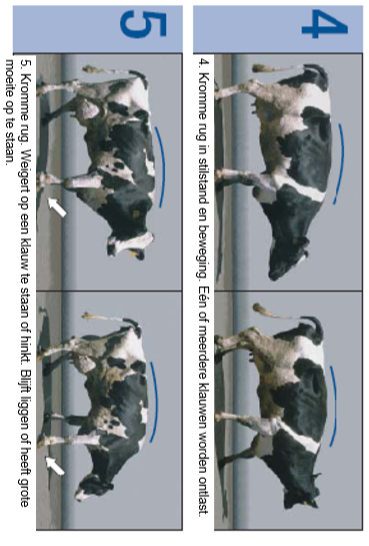 4
4. Kromme rug in stilstand en beweging. Eén of meerdere klauwen worden ontlast.
5
5. Kromme rug. Weigert op een klauw te staan of hinkt. Blijft liggen of heeft grote
moeite op te staan.